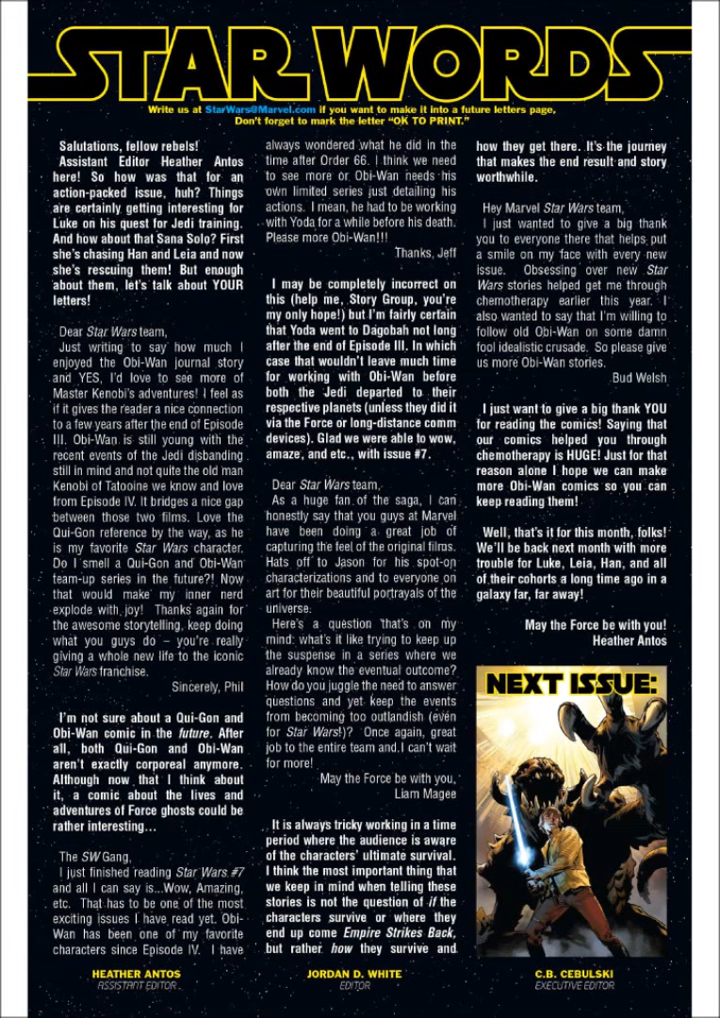 STAR WORDS
Write us at StarWars@Marvel.com if you want to make it into a future letters page,
Don't forget to mark the letter "OK TO PRINT."
Salutations, fellow rebels!
Assistant Editor Heather Antos
here! So how was that for an
action-packed issue, huh? Things
are certainly getting interesting for
Luke on his quest for Jedi training.
And how about that Sana Solo? First
she's chasing Han and Leia and now
she's rescuing them! But enough
about them, let's talk about YOUR
letters!
Dear Star Wars team,
Just writing to say how much I
enjoyed the Obi-Wan journal story
and YES, I'd love to see more of
Master Kenobi's adventures! I feel as
if it gives the reader a nice connection
to a few years after the end of Episode
III. Obi-Wan is still young with the
recent events of the Jedi disbanding
still in mind and not quite the old man
Kenobi of Tatooine we know and love
from Episode IV. It bridges a nice gap
between those two films. Love the
Qui-Gon reference by the way, as he
is my favorite Star Wars character.
Do I smell a Qui-Gon and Obi-Wan
team-up series in the future?! Now
that would make my inner nerd
explode with joy! Thanks again for
the awesome storytelling, keep doing
what you guys do – you're really
giving a whole new life to the iconic
Star Wars franchise.
Sincerely, Phil
I'm not sure about a Qui-Gon and
Obi-Wan comic in the future. After
all, both Qui-Gon and Obi-Wan
aren't exactly corporeal anymore.
Although now that I think about
it, a comic about the lives and
adventures of Force ghosts could be
rather interesting...
The SW Gang,
I just finished reading Star Wars #7
and all I can say is...Wow, Amazing,
etc. That has to be one of the most
exciting issues I have read yet. Obi-
Wan has been one of my favorite
characters since Episode IV. I have
always wondered what he did in the
time after Order 66. I think we need
to see more or Obi-Wan needs his
own limited series just detailing his
actions. I mean, he had to be working
with Yoda for a while before his death.
Please more Obi-Wan!!!
Thanks, Jeff
I may be completely incorrect on
this (help me, Story Group, you're
my only hope!) but I'm fairly certain
that Yoda went to Dagobah not long
after the end of Episode III. In which
case that wouldn't leave much time
for working with Obi-Wan before
both the Jedi departed to their
respective planets (unless they did it
via the Force or long-distance comm
devices). Glad we were able to wow,
amaze, and etc., with issue #7.
Dear Star Wars team,
As a huge fan of the saga, I can
honestly say that you guys at Marvel
have been doing a great job of
capturing the feel of the original films.
Hats off to Jason for his spot-on
characterizations and to everyone on
art for their beautiful portrayals of the
universe.
Here's a question that's on my
mind: what's it like trying to keep up
the suspense in a series where we
already know the eventual outcome?
How do you juggle the need to answer
questions and yet keep the events
from becoming too outlandish (even
for Star Wars!)? Once again, great
job to the entire team and I can't wait
for more!
May the Force be with you,
Liam Magee
It is always tricky working in a time
period where the audience is aware
of the characters' ultimate survival.
I think the most important thing that
we keep in mind when telling these
stories is not the question of if the
characters survive or where they
end up come Empire Strikes Back,
but rather how they survive and
how they get there. It's the journey
that makes the end result and story
worthwhile.
Hey Marvel Star Wars team,
I just wanted to give a big thank
you to everyone there that helps put
a smile on my face with every new
issue. Obsessing over new Star
Wars stories helped get me through
chemotherapy earlier this year. I
also wanted to say that I'm willing to
follow old Obi-Wan on some damn
fool idealistic crusade. So please give
us more Obi-Wan stories.
Bud Welsh
I just want to give a big thank YOU
for reading the comics! Saying that
our comics helped you through
chemotherapy is HUGE! Just for that
reason alone I hope we can make
more Obi-Wan comics so you can
keep reading them!
Well, that's it for this month, folks!
We'll be back next month with more
trouble for Luke, Leia, Han, and all
of their cohorts a long time ago in a
galaxy far, far away!
May the Force be with you!
Heather Antos
NEXT ISSUE:
HEATHER ANTOS
ASSISTANT EDITOR
JORDAN D. WHITE
EDITOR
C.B. CEBULSKI
EXECUTIVE EDITOR